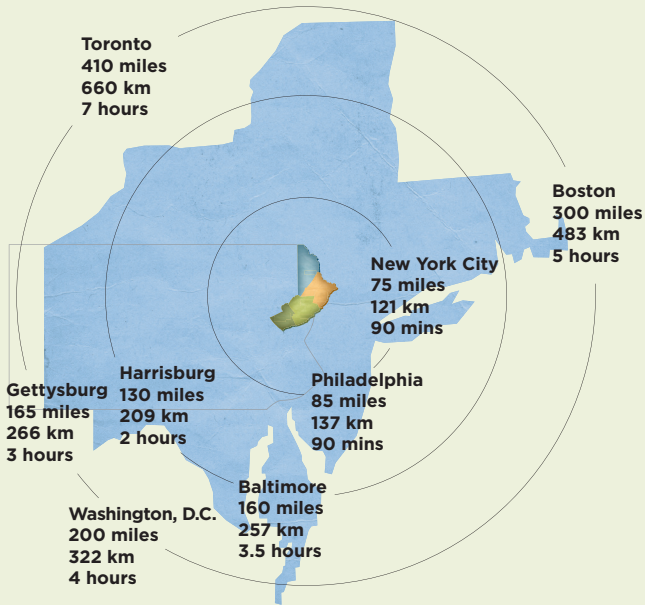 Toronto
410 miles
660 km
7 hours
Boston
300 miles
483 km
5 hours
New York City
75 miles
121 km
90 mins
Harrisburg
130 miles
209 km
2 hours
Gettysburg
165 miles
266 km
3 hours
Philadelphia
85 miles
137 km
90 mins
Baltimore
160 miles
257 km
3.5 hours
Washington, D.C.
200 miles
322 km
4 hours